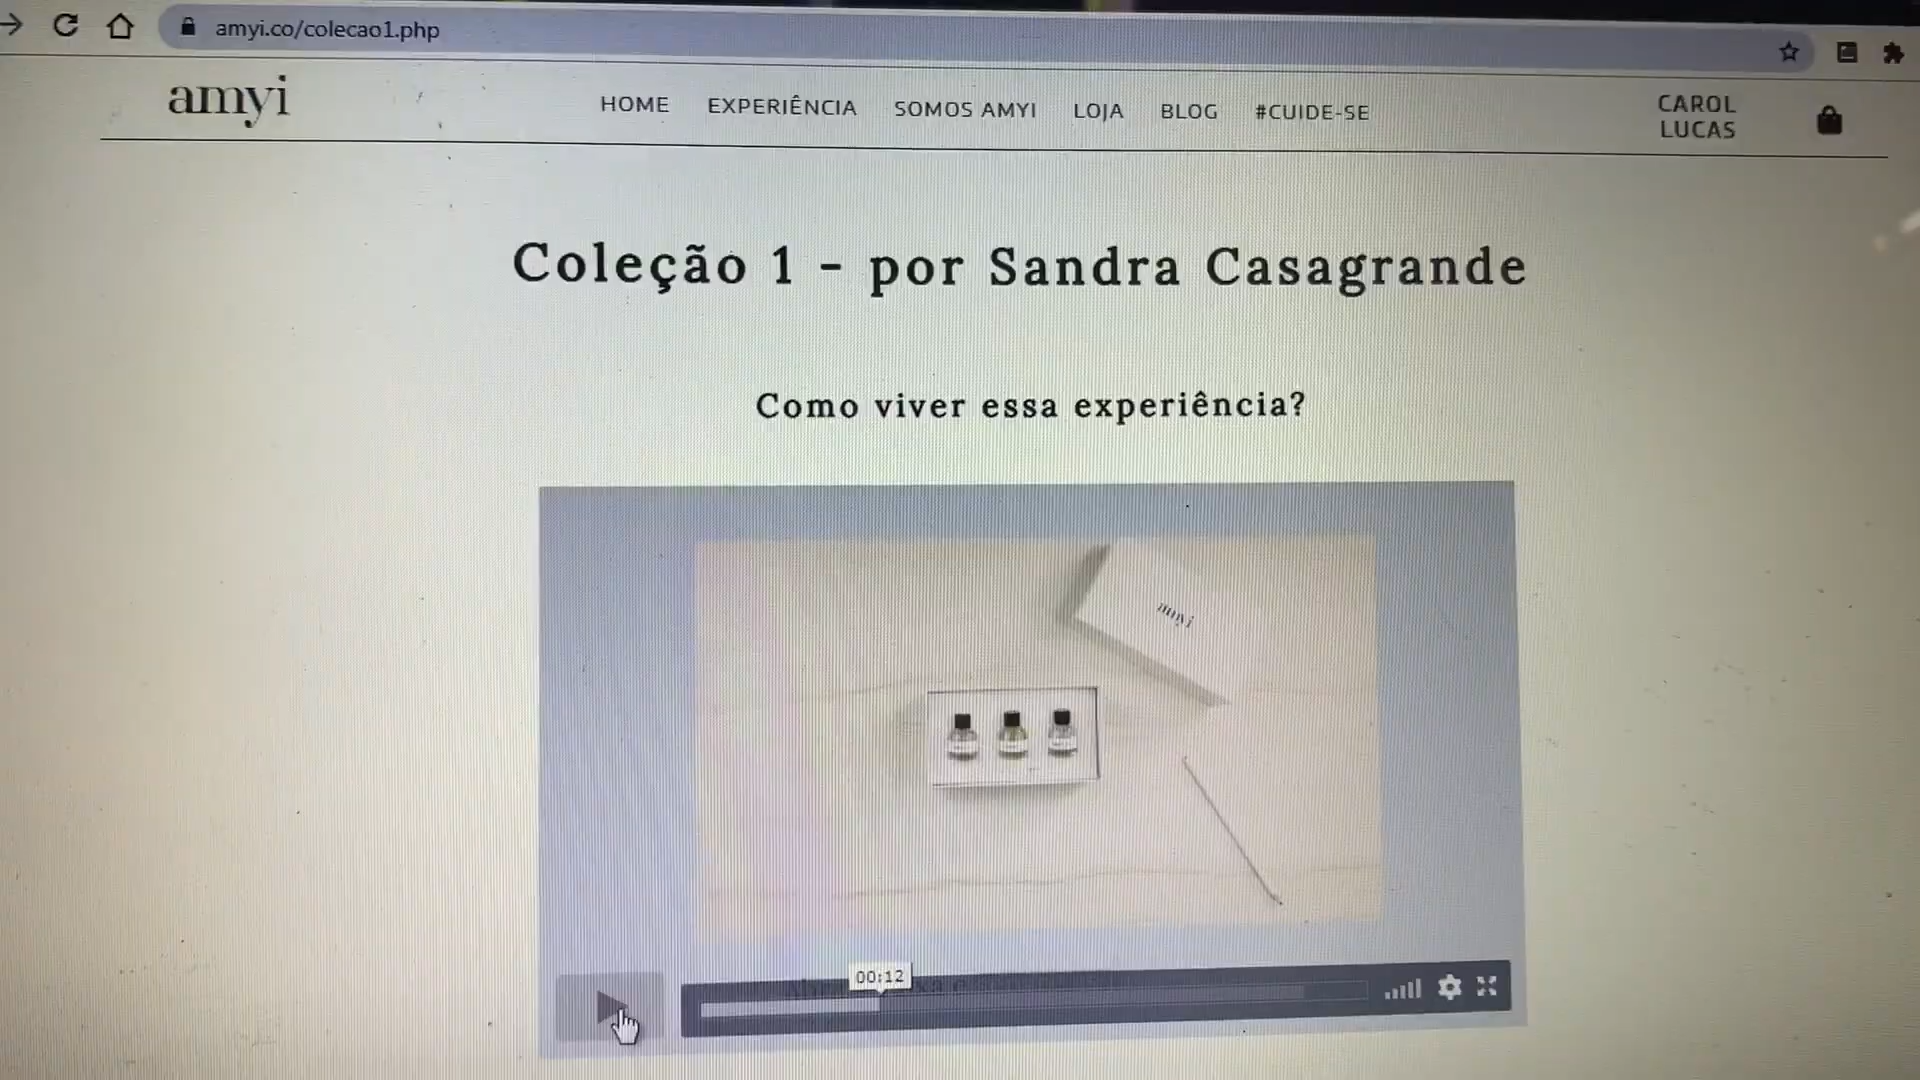 amyi.co/colecao1.php
amyi
HOME EXPERIÊNCIA SOMOS AMYI LOJA BLOG #CUIDE-SE
CAROL
LUCAS
Coleção 1 - por Sandra Casagrande
Como viver essa experiência?
amyi
00:12